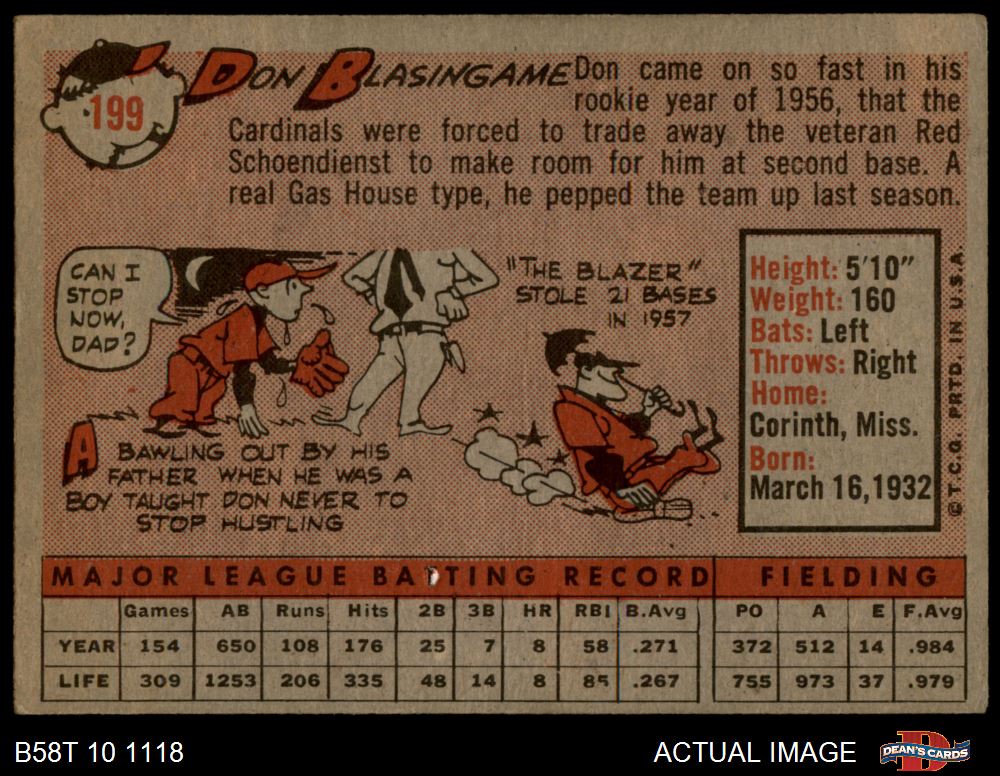 199
DON BLASINGAME
Don came on so fast in his
rookie year of 1956, that the
Cardinals were forced to trade away the veteran Red
Schoendienst to make room for him at second base. A
real Gas House type, he pepped the team up last season.
CAN I
STOP
NOW,
DAD?
A BAWLING OUT BY HIS
FATHER WHEN HE WAS A
BOY TAUGHT DON NEVER TO
STOP HUSTLING
"THE BLAZER"
STOLE 21 BASES
IN 1957
Height: 5'10"
Weight: 160
Bats: Left
Throws: Right
Home:
Corinth, Miss.
Born:
March 16, 1932
© T.C.G. PRTD. IN U.S.A.
MAJOR LEAGUE BATTING RECORD FIELDING
Games AB Runs Hits 2B 3B HR RBI B.Avg PO A E F.Avg
YEAR 154 650 108 176 25 7 8 58 .271 372 512 14 .984
LIFE 309 1253 206 335 48 14 8 85 .267 755 973 37 .979
B58T 10 1118
ACTUAL IMAGE
D
DEAN'S CARDS